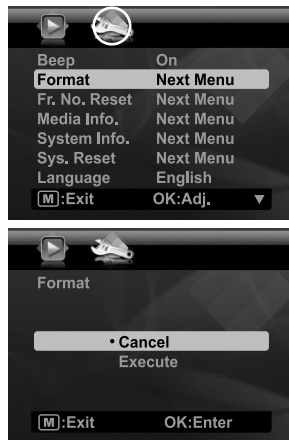 Beep On
Format Next Menu
Fr. No. Reset Next Menu
Media Info. Next Menu
System Info. Next Menu
Sys. Reset Next Menu
Language English
M:Exit OK:Adj. ▼
Format
• Cancel
Execute
M:Exit OK:Enter